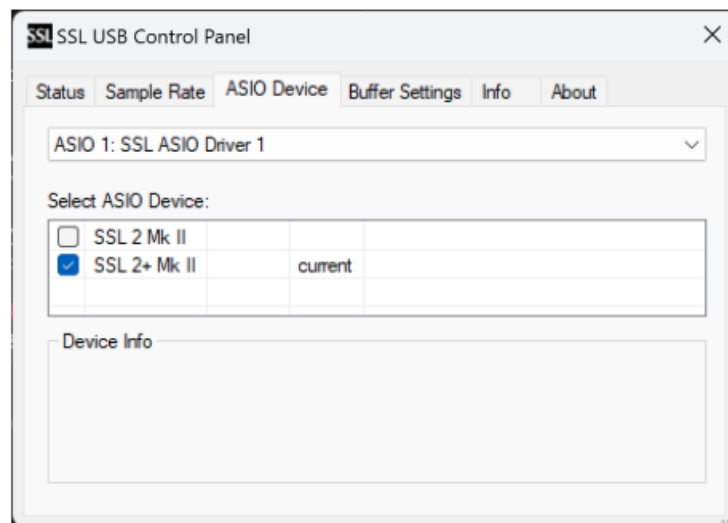 SSL SSL USB Control Panel
Status Sample Rate ASIO Device Buffer Settings Info About
ASIO 1: SSL ASIO Driver 1
Select ASIO Device:
SSL 2 Mk II
SSL 2+ Mk II current
Device Info